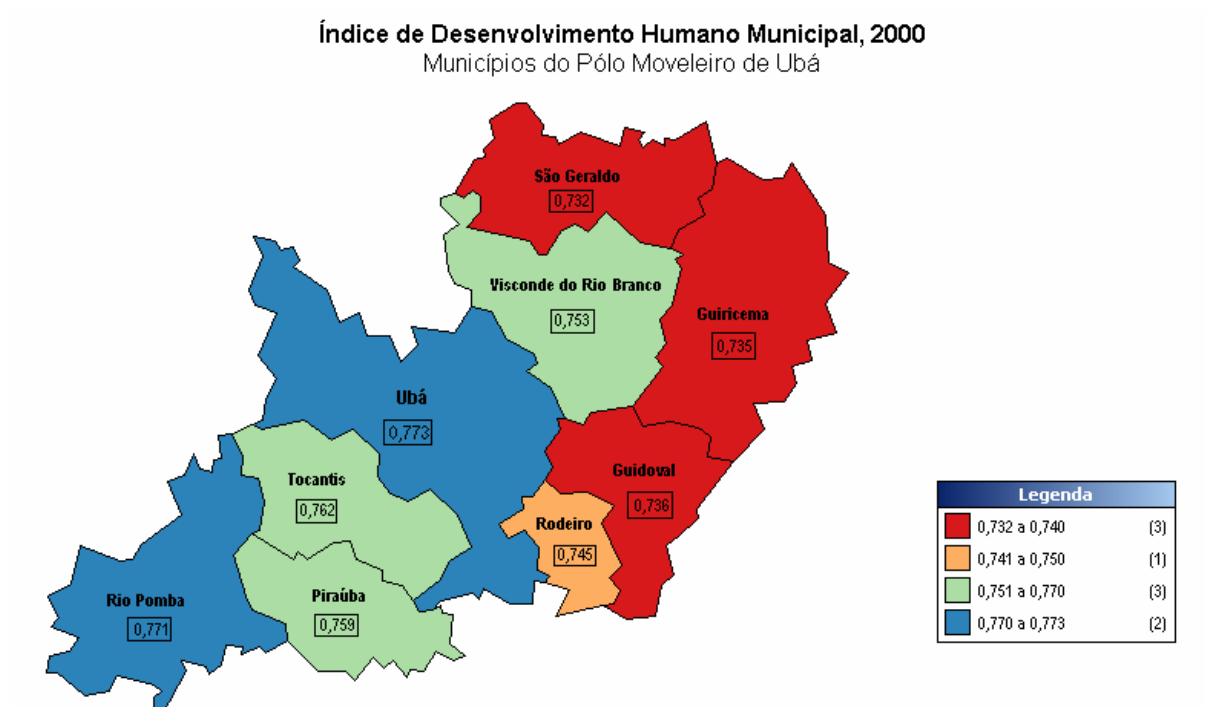 Índice de Desenvolvimento Humano Municipal, 2000
Municípios do Pólo Moveleiro de Ubá
São Geraldo
0,732
Visconde do Rio Branco
0,753
Guiricema
0,735
Ubá
0,773
Tocantis
0,762
Guidoval
0,736
Rodeiro
0,745
Rio Pomba
0,771
Piraúba
0,759
Legenda
0,732 a 0,740 (3)
0,741 a 0,750 (1)
0,751 a 0,770 (3)
0,770 a 0,773 (2)